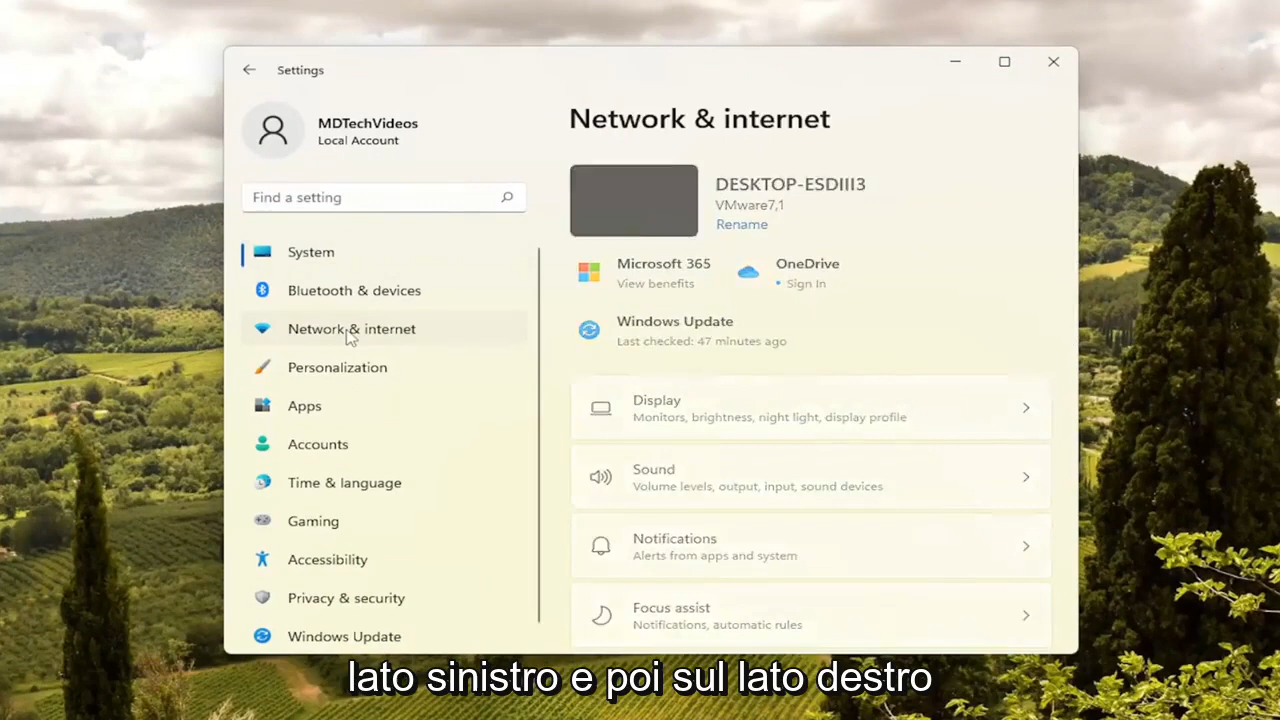 Settings
MDTechVideos
Local Account
Find a setting
System
Bluetooth & devices
Network & internet
Personalization
Apps
Accounts
Time & language
Gaming
Accessibility
Privacy & security
Windows Update
Network & internet
DESKTOP-ESDIII3
VMware7,1
Rename
Microsoft 365
View benefits
OneDrive
• Sign In
Windows Update
Last checked: 47 minutes ago
Display
Monitors, brightness, night light, display profile
Sound
Volume levels, output, input, sound devices
Notifications
Alerts from apps and system
Focus assist
Notifications, automatic rules
lato sinistro e poi sul lato destro